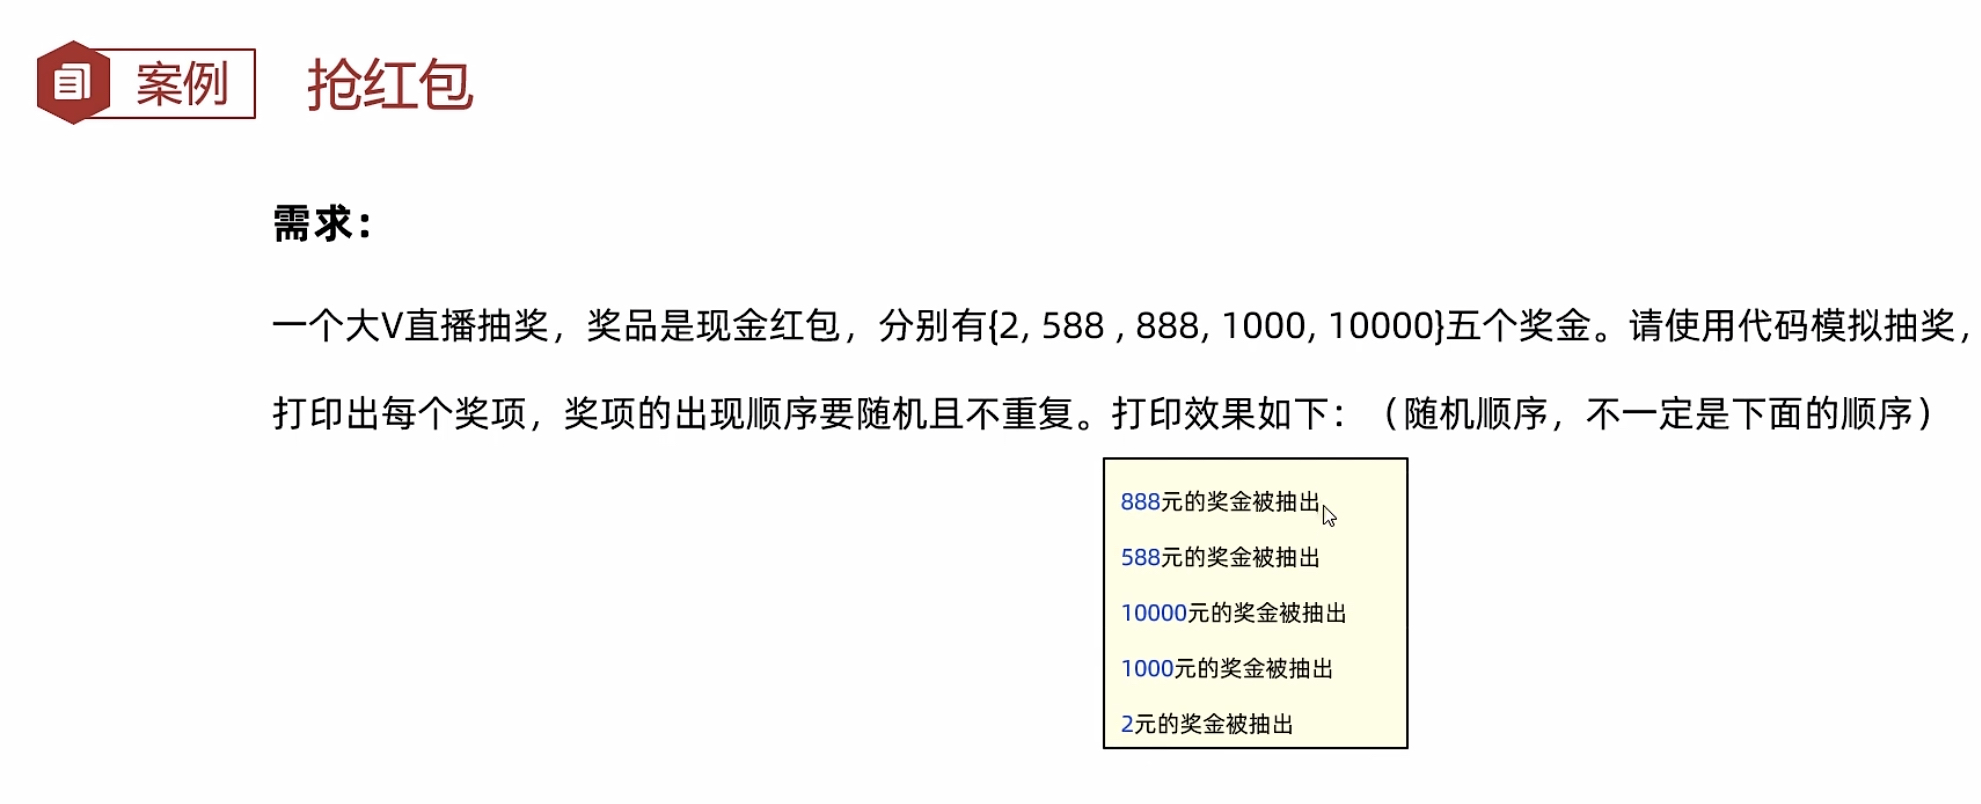 案例 抢红包
需求：
一个大V直播抽奖，奖品是现金红包，分别有{2, 588 , 888, 1000, 10000}五个奖金。请使用代码模拟抽奖，
打印出每个奖项，奖项的出现顺序要随机且不重复。打印效果如下：（随机顺序，不一定是下面的顺序）
888元的奖金被抽出
588元的奖金被抽出
10000元的奖金被抽出
1000元的奖金被抽出
2元的奖金被抽出